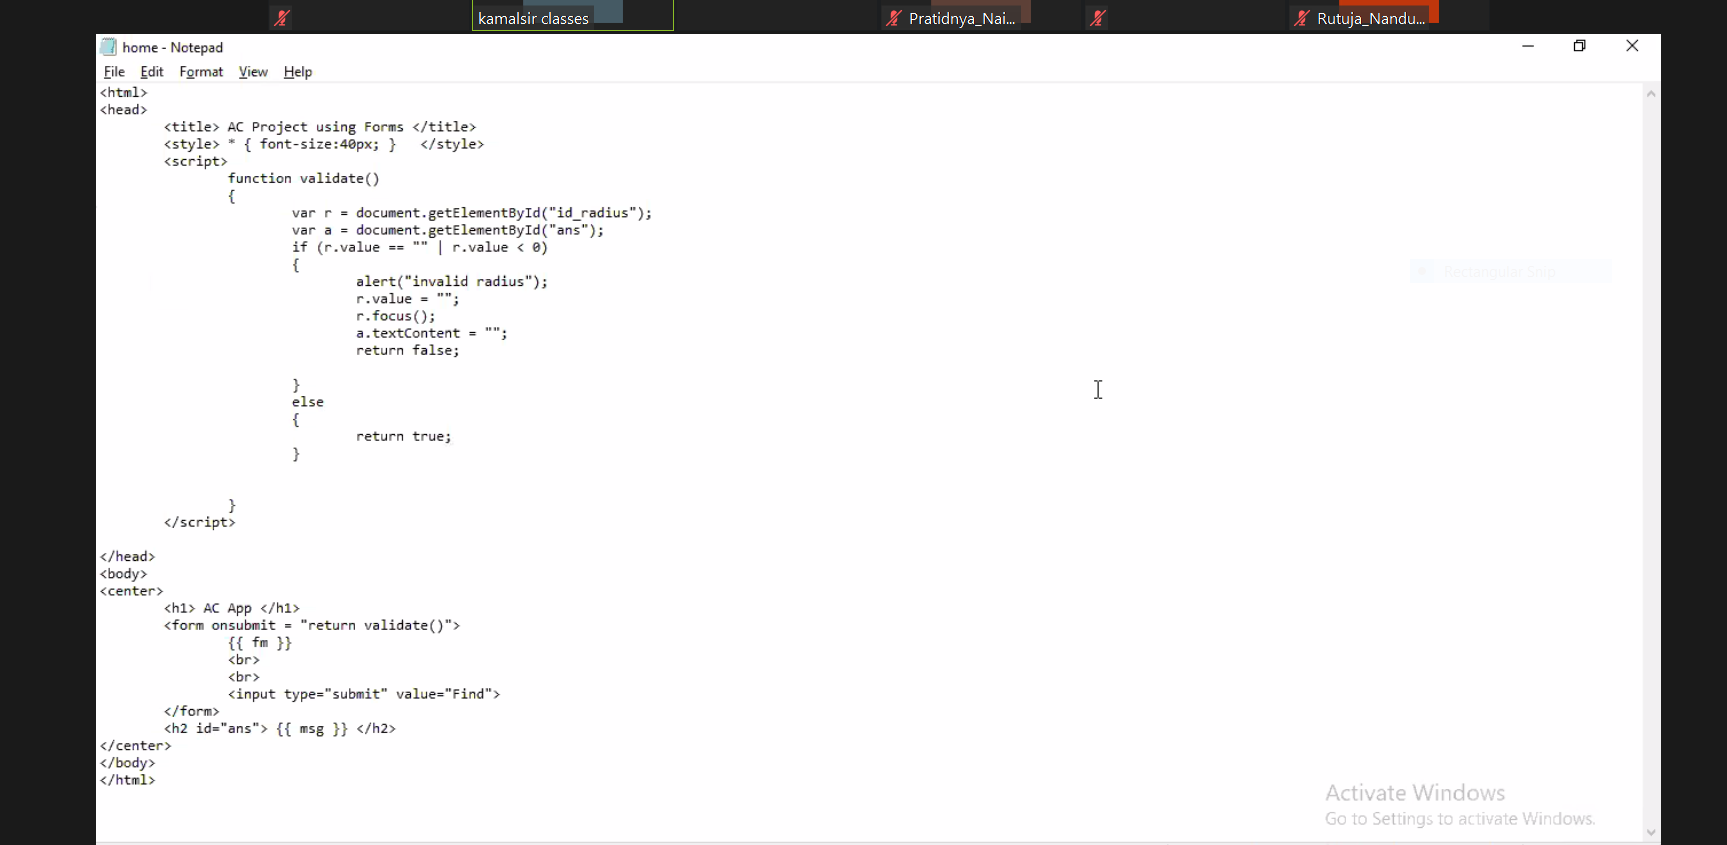 kamalsir classes
Pratidnya_Nai...
Rutuja_Nandu...
home - Notepad
File Edit Format View Help
<html>
<head>
<title> AC Project using Forms </title>
<style> * { font-size:40px; } </style>
<script>
function validate()
{
var r = document.getElementById("id_radius");
var a = document.getElementById("ans");
if (r.value == "" | r.value < 0)
{
alert("invalid radius");
r.value = "";
r.focus();
a.textContent = "";
return false;
}
else
{
return true;
}
}
</script>
</head>
<body>
<center>
<h1> AC App </h1>
<form onsubmit = "return validate()">
{{ fm }}
<br>
<br>
<input type="submit" value="Find">
</form>
<h2 id="ans"> {{ msg }} </h2>
</center>
</body>
</html>
Rectangular Snip
Activate Windows
Go to Settings to activate Windows.